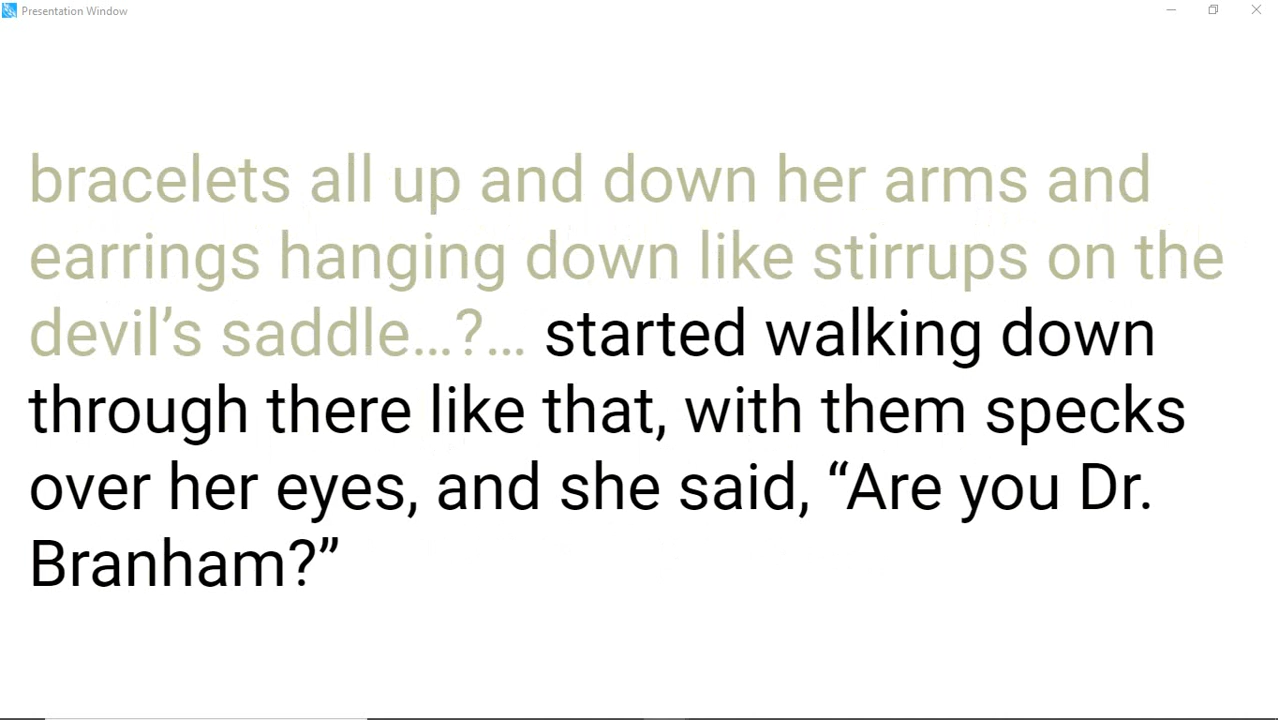 Presentation Window
bracelets all up and down her arms and
earrings hanging down like stirrups on the
devil’s saddle…?… started walking down
through there like that, with them specks
over her eyes, and she said, “Are you Dr.
Branham?”